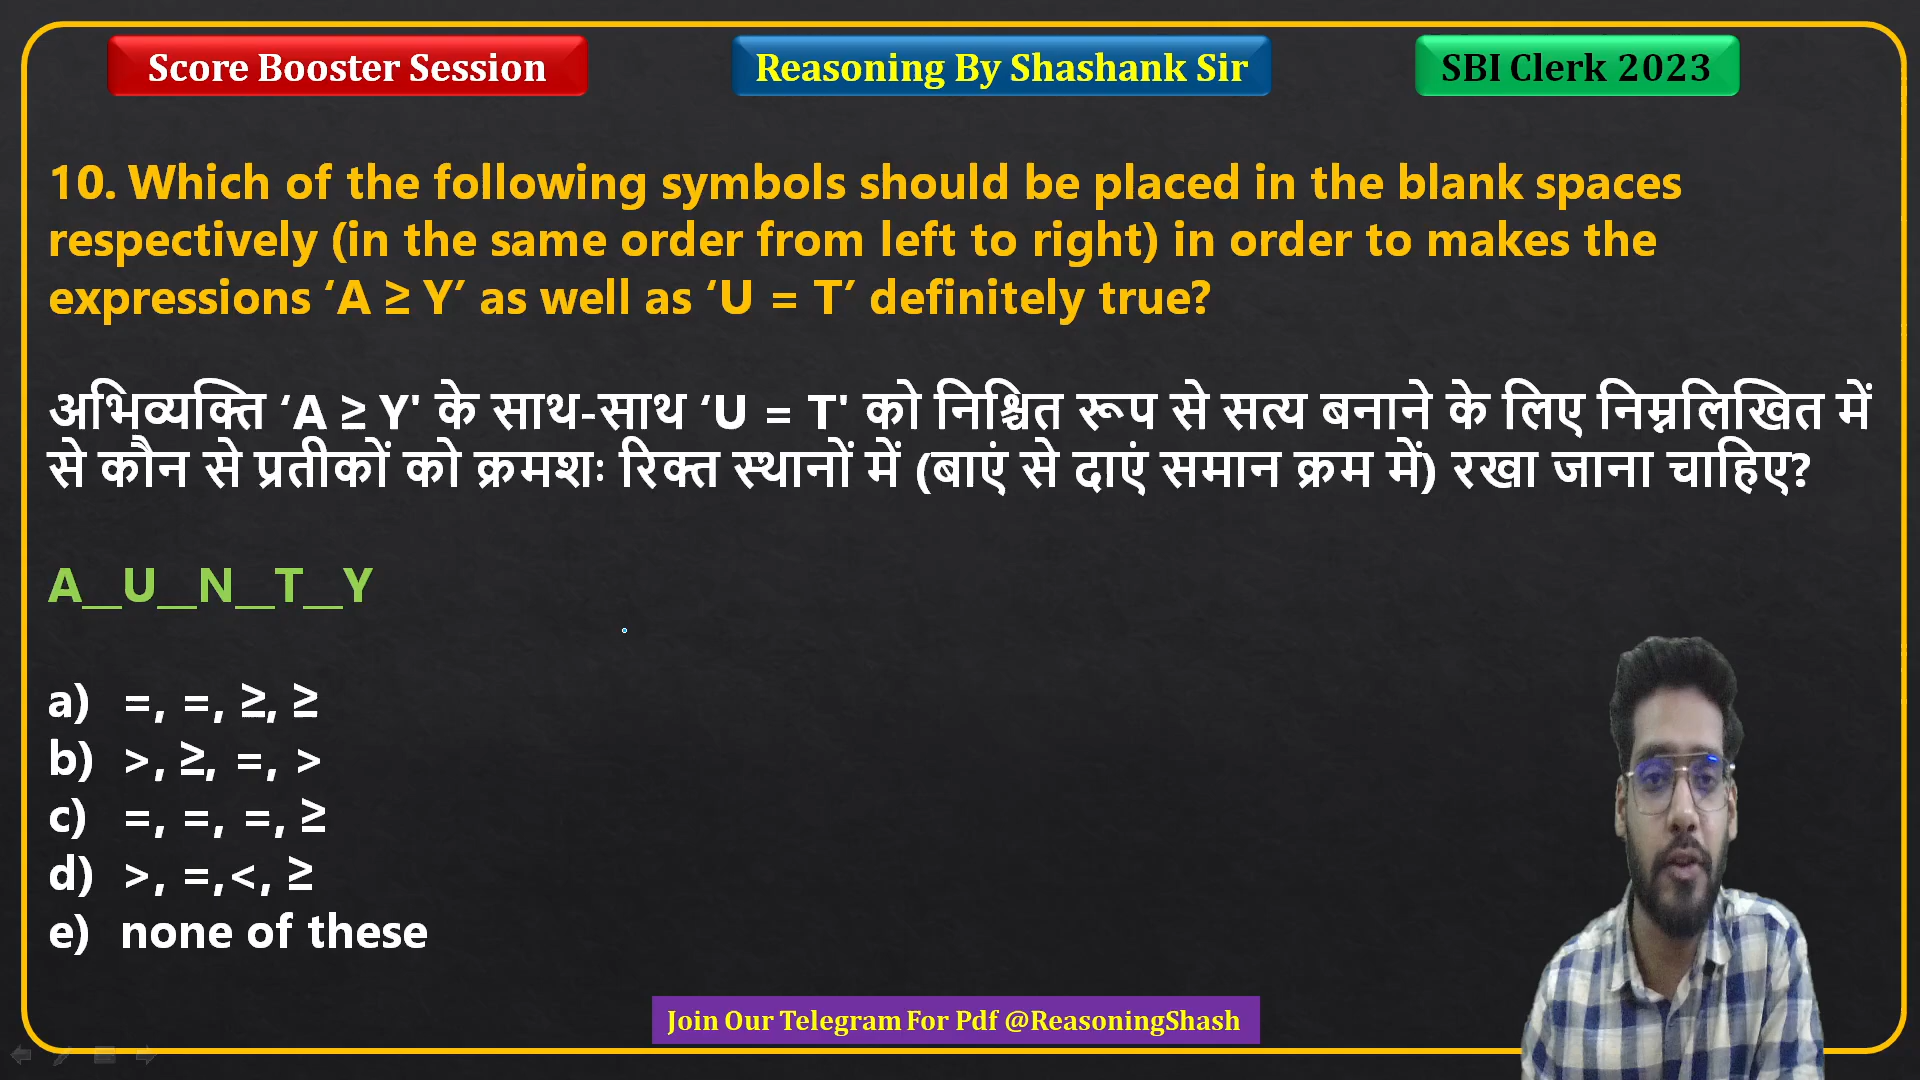 Score Booster Session
Reasoning By Shashank Sir
SBI Clerk 2023
10. Which of the following symbols should be placed in the blank spaces
respectively (in the same order from left to right) in order to makes the
expressions ‘A ≥ Y’ as well as ‘U = T’ definitely true?
अभिव्यक्ति ‘A ≥ Y' के साथ-साथ ‘U = T' को निश्चित रूप से सत्य बनाने के लिए निम्नलिखित में
से कौन से प्रतीकों को क्रमशः रिक्त स्थानों में (बाएं से दाएं समान क्रम में) रखा जाना चाहिए?
A__U__N__T__Y
a) =, =, ≥, ≥
b) >, ≥, =, >
c) =, =, =, ≥
d) >, =,<, ≥
e) none of these
Join Our Telegram For Pdf @ReasoningShash